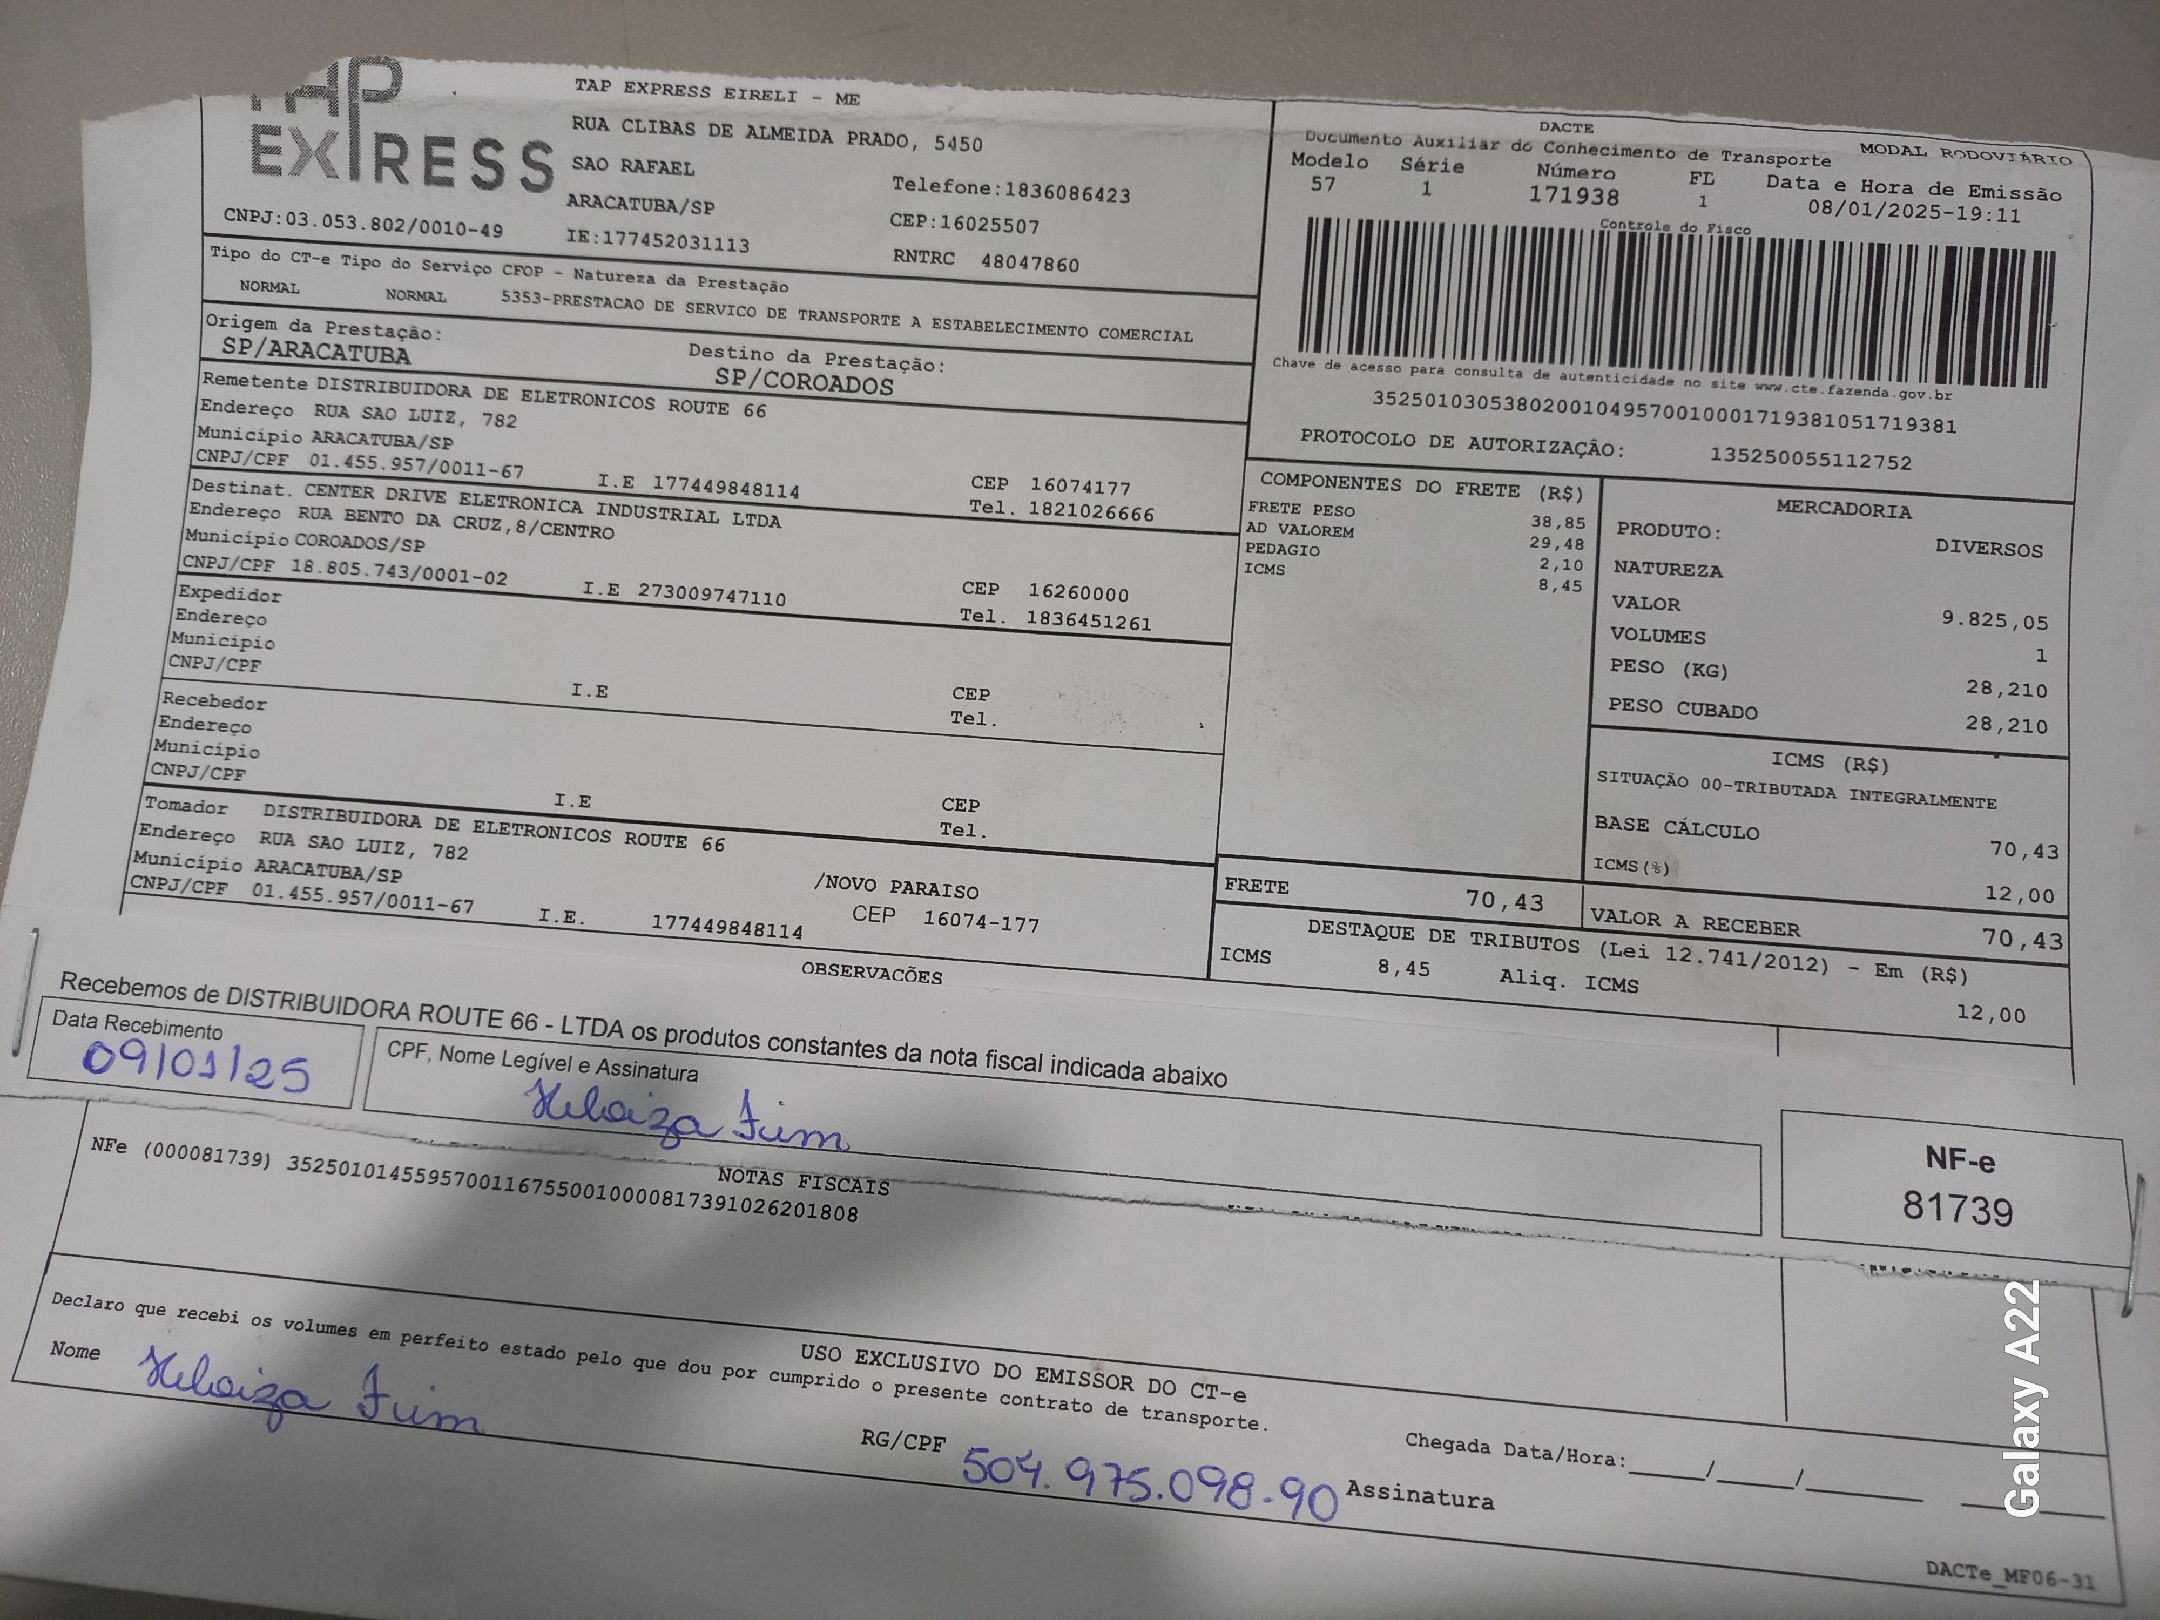 TAP EXPRESS
TAP EXPRESS EIRELI - ME
RUA CLIBAS DE ALMEIDA PRADO, 5450
SAO RAFAEL
Telefone:1836086423
ARACATUBA/SP
CEP:16025507
CNPJ:03.053.802/0010-49
IE:177452031113
RNTRC 48047860
DACTE
Documento Auxiliar do Conhecimento de Transporte
MODAL RODOVIÁRIO
Modelo Série Número FL Data e Hora de Emissão
57 1 171938 1 08/01/2025-19:11
Controle do Fisco
Chave de acesso para consulta de autenticidade no site www.cte.fazenda.gov.br
35250103053802001049570010001719381051719381
PROTOCOLO DE AUTORIZAÇÃO: 135250055112752
Tipo do CT-e Tipo do Serviço CFOP - Natureza da Prestação
NORMAL NORMAL 5353-PRESTACAO DE SERVICO DE TRANSPORTE A ESTABELECIMENTO COMERCIAL
Origem da Prestação: Destino da Prestação:
SP/ARACATUBA SP/COROADOS
Remetente DISTRIBUIDORA DE ELETRONICOS ROUTE 66
Endereço RUA SAO LUIZ, 782
Município ARACATUBA/SP CEP 16074177
CNPJ/CPF 01.455.957/0011-67 I.E 177449848114 Tel. 1821026666
Destinat. CENTER DRIVE ELETRONICA INDUSTRIAL LTDA
Endereço RUA BENTO DA CRUZ,8/CENTRO
Município COROADOS/SP CEP 16260000
CNPJ/CPF 18.805.743/0001-02 I.E 273009747110 Tel. 1836451261
Expedidor
Endereço
Município CEP
CNPJ/CPF I.E Tel.
Recebedor
Endereço
Município CEP
CNPJ/CPF I.E Tel.
Tomador DISTRIBUIDORA DE ELETRONICOS ROUTE 66
Endereço RUA SAO LUIZ, 782 /NOVO PARAISO
Município ARACATUBA/SP CEP 16074-177
CNPJ/CPF 01.455.957/0011-67 I.E. 177449848114
COMPONENTES DO FRETE (R$)
FRETE PESO 38,85
AD VALOREM 29,48
PEDAGIO 2,10
ICMS 8,45
MERCADORIA
PRODUTO: DIVERSOS
NATUREZA
VALOR 9.825,05
VOLUMES 1
PESO (KG) 28,210
PESO CUBADO 28,210
ICMS (R$)
SITUAÇÃO 00-TRIBUTADA INTEGRALMENTE
BASE CÁLCULO 70,43
ICMS(%) 12,00
FRETE 70,43
VALOR A RECEBER 70,43
DESTAQUE DE TRIBUTOS (Lei 12.741/2012) - Em (R$)
ICMS 8,45 Aliq. ICMS 12,00
OBSERVACÕES
Recebemos de DISTRIBUIDORA ROUTE 66 - LTDA os produtos constantes da nota fiscal indicada abaixo
Data Recebimento CPF, Nome Legível e Assinatura
09/01/25 Heloiza
NF-e
81739
NOTAS FISCAIS
NFe (000081739) 35250101455957001167550010000817391026201808
USO EXCLUSIVO DO EMISSOR DO CT-e
Declaro que recebi os volumes em perfeito estado pelo que dou por cumprido o presente contrato de transporte.
Nome Heloiza
RG/CPF 504.975.098-90 Assinatura
Chegada Data/Hora:____/____/____ ____
DACTe_MF06-31
Galaxy A22